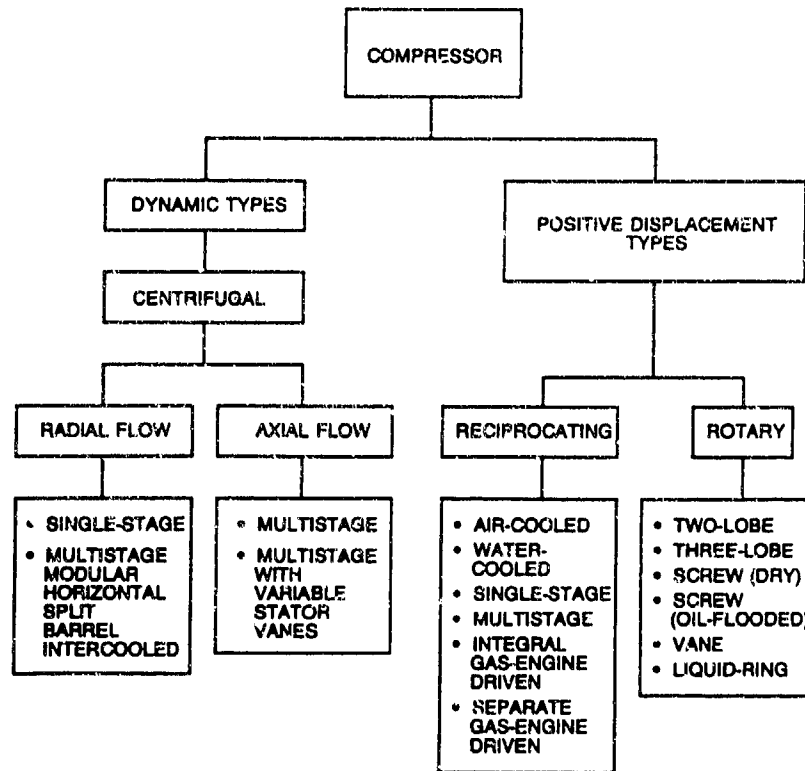 COMPRESSOR
DYNAMIC TYPES
POSITIVE DISPLACEMENT
TYPES
CENTRIFUGAL
RADIAL FLOW
AXIAL FLOW
RECIPROCATING
ROTARY
• SINGLE-STAGE
• MULTISTAGE
MODULAR
HORIZONTAL
SPLIT
BARREL
INTERCOOLED
• MULTISTAGE
• MULTISTAGE
WITH
VARIABLE
STATOR
VANES
• AIR-COOLED
• WATER-
COOLED
• SINGLE-STAGE
• MULTISTAGE
• INTEGRAL
GAS-ENGINE
DRIVEN
• SEPARATE
GAS-ENGINE
DRIVEN
• TWO-LOBE
• THREE-LOBE
• SCREW (DRY)
• SCREW
(OIL-FLOODED)
• VANE
• LIQUID-RING